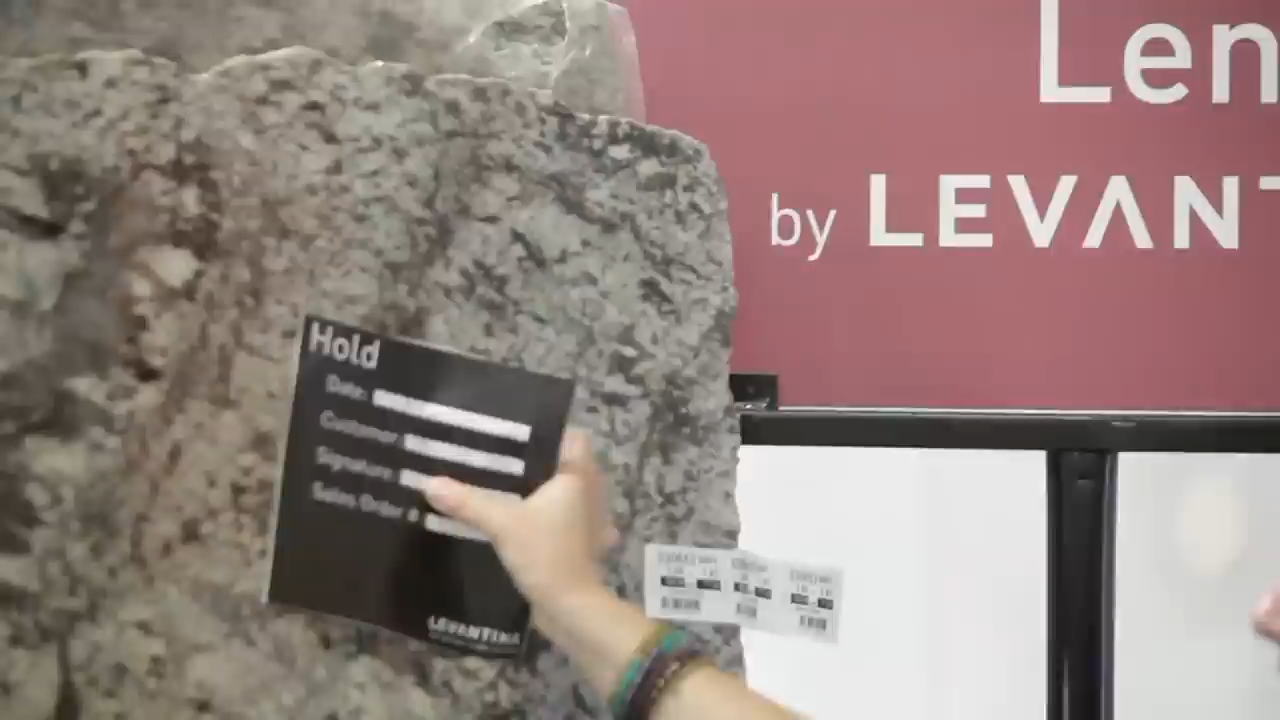 Len
by LEVANT
Hold
Date:
Customer:
Signature:
Sales Order #
LEVANTINA